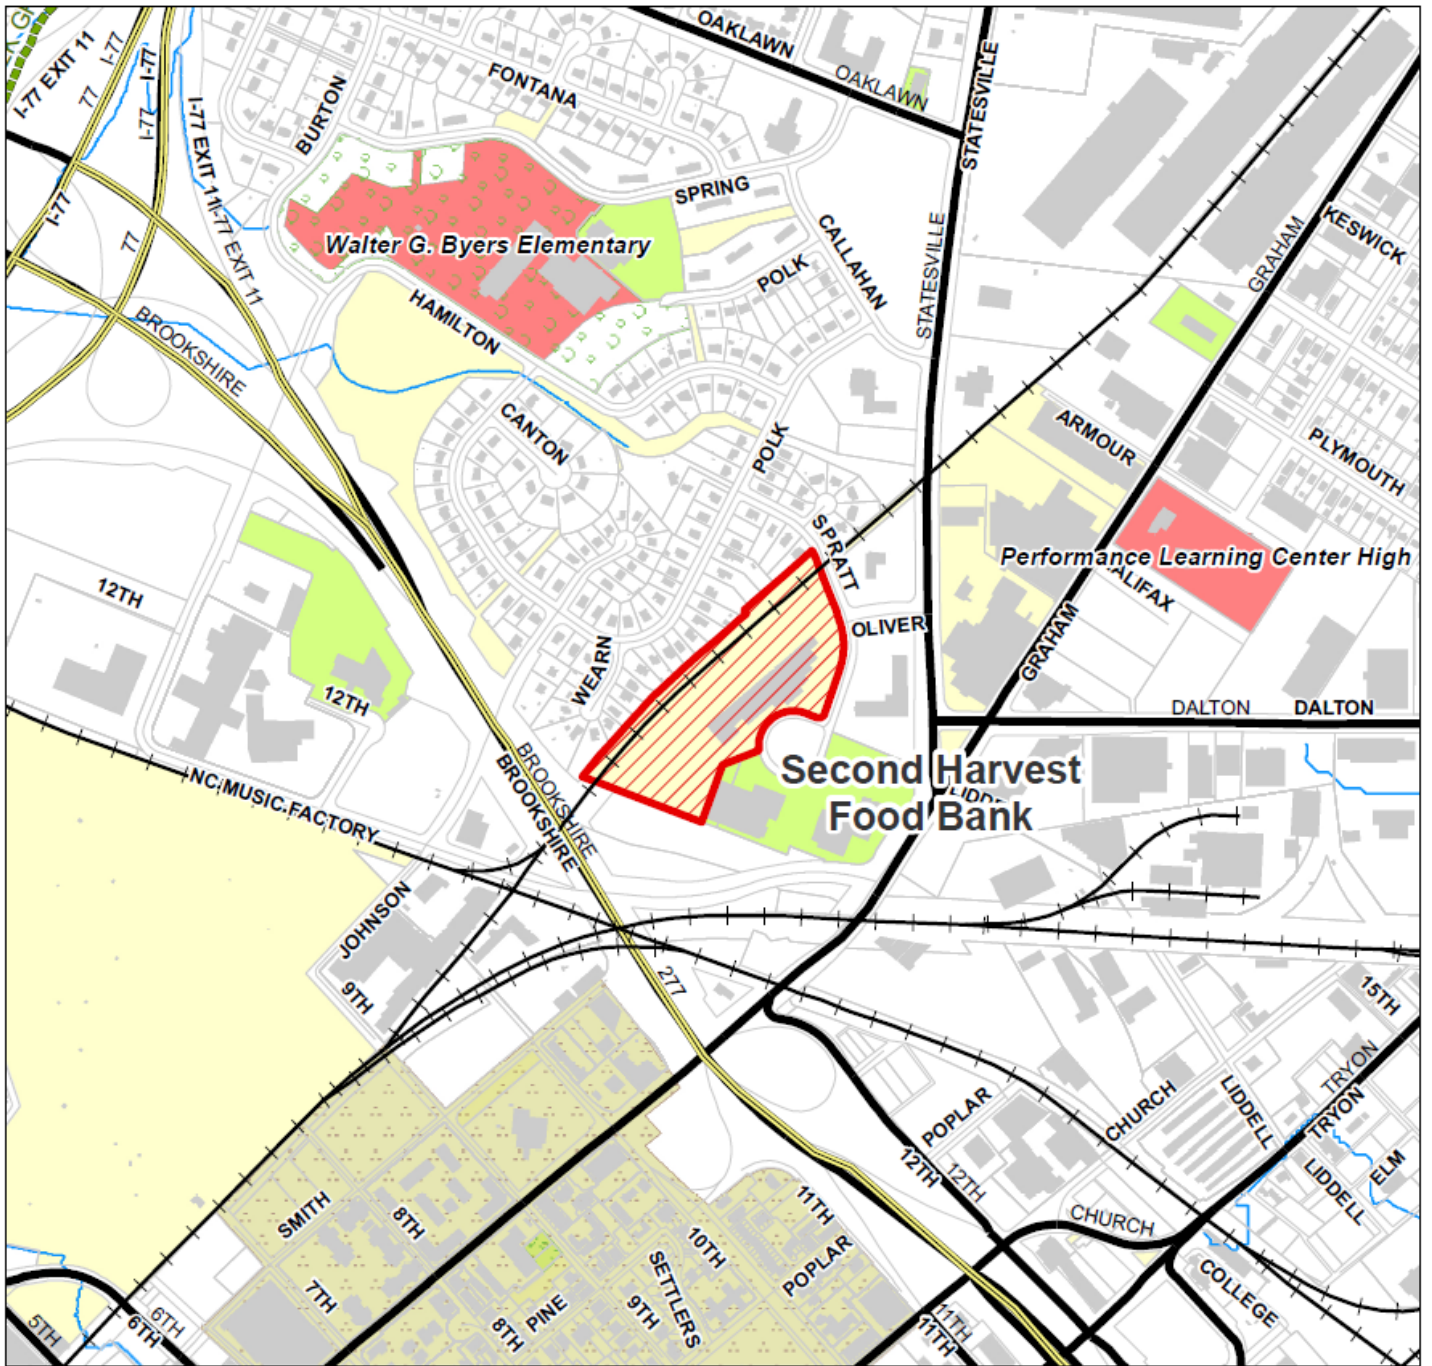 I-77 EXIT 11
I-77
77
I-77
I-77
I-77
77
I-77 EXIT 11
I-77 EXIT 11
BURTON
FONTANA
OAKLAWN
OAKLAWN
STATESVILLE
STATESVILLE
SPRING
CALLAHAN
POLK
Walter G. Byers Elementary
HAMILTON
BROOKSHIRE
CANTON
POLK
GRAHAM
KESWICK
ARMOUR
PLYMOUTH
SPRATT
Performance Learning Center High
ALIFAX
12TH
12TH
WEARN
OLIVER
GRAHAM
DALTON
DALTON
BROOKSHIRE
BROOKSHIRE
Second Harvest
Food Bank
LIDD
NC MUSIC FACTORY
JOHNSON
9TH
277
15TH
TRYON
TRYON
POPLAR
CHURCH
LIDDELL
LIDDELL
ELM
12TH
12TH
CHURCH
COLLEGE
SMITH
8TH
7TH
11TH
10TH
POPLAR
SETTLERS
9TH
PINE
8TH
11TH
11TH
5TH
6TH
6TH